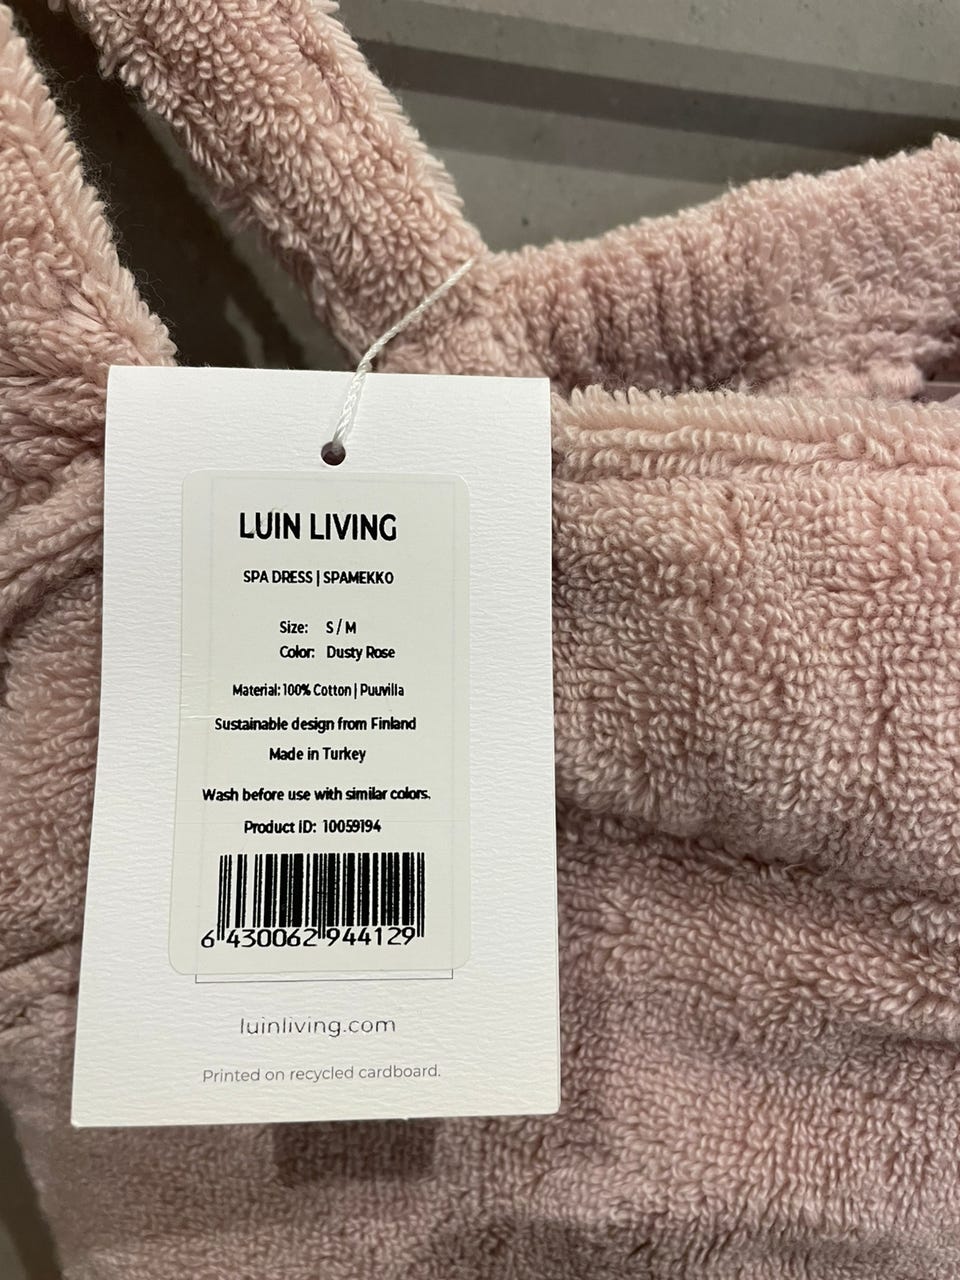 LUIN LIVING
SPA DRESS | SPAMEKKO
Size: S / M
Color: Dusty Rose
Material: 100% Cotton | Puuvilla
Sustainable design from Finland
Made in Turkey
Wash before use with similar colors.
Product ID: 10059194
6 430062 944129
luinliving.com
Printed on recycled cardboard.